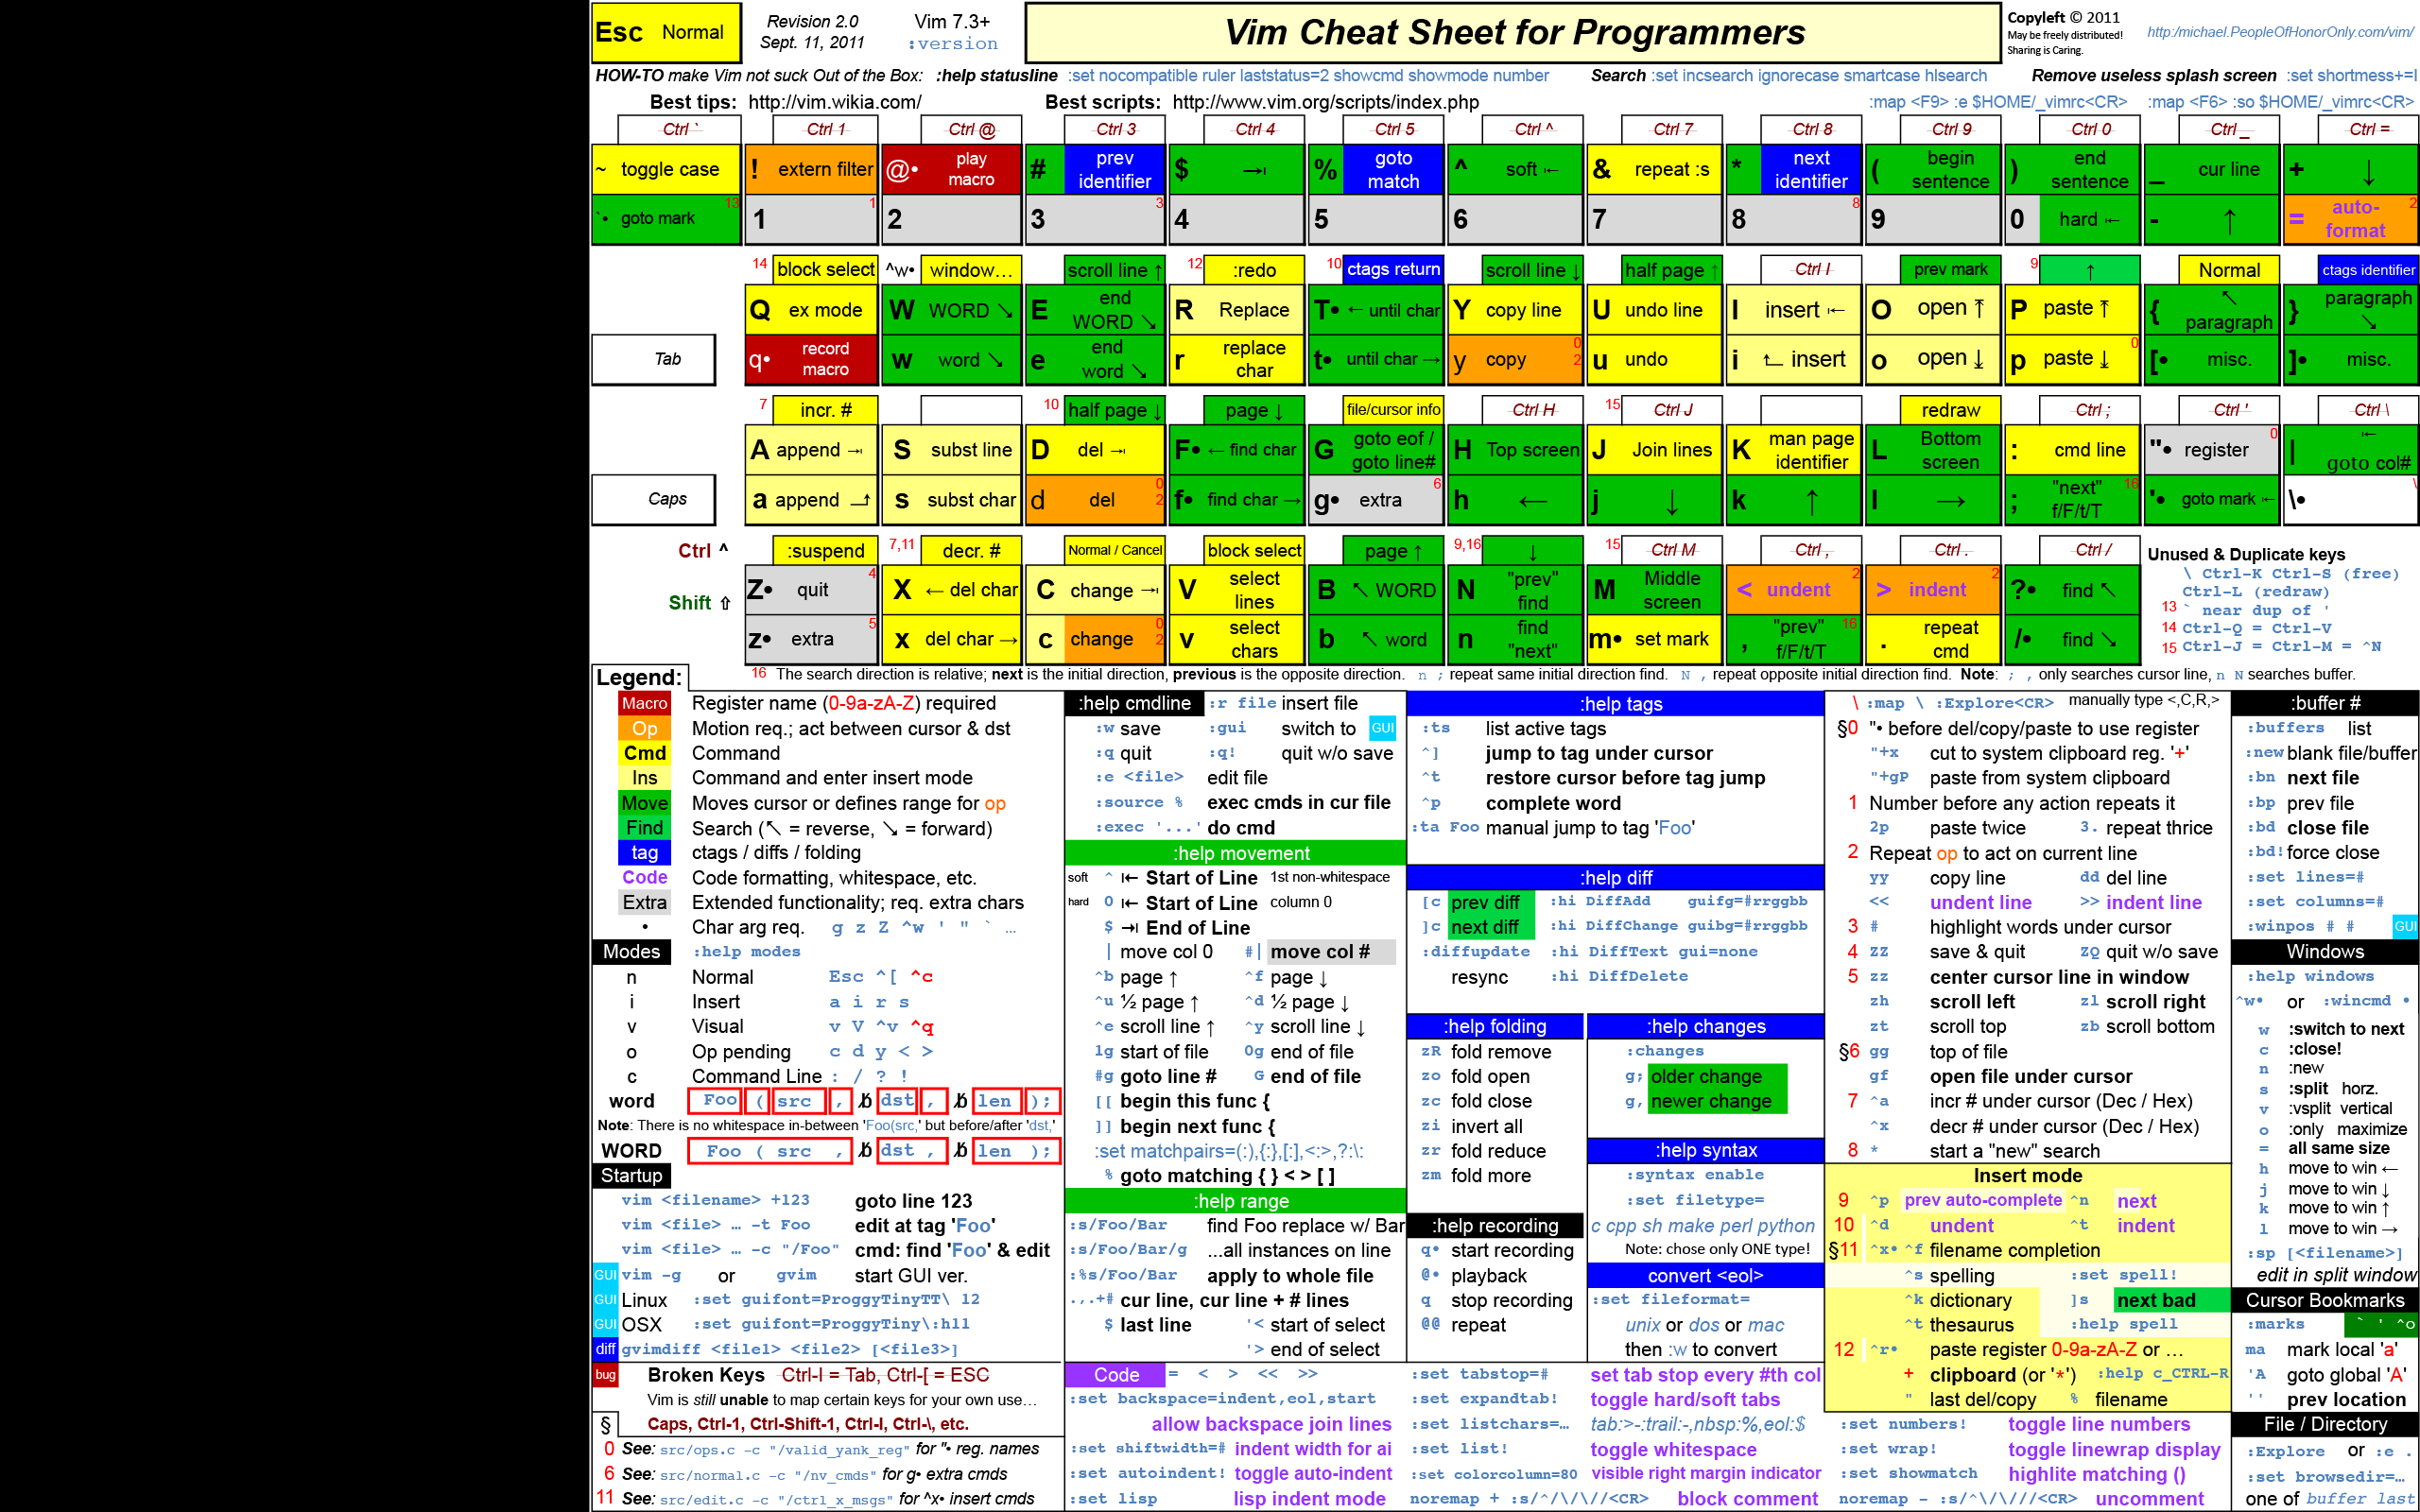 Esc Normal
Revision 2.0
Sept. 11, 2011
Vim 7.3+
:version
Vim Cheat Sheet for Programmers
Copyleft © 2011
May be freely distributed!
Sharing is Caring.
http:/michael.PeopleOfHonorOnly.com/vim/
HOW-TO make Vim not suck Out of the Box: :help statusline :set nocompatible ruler laststatus=2 showcmd showmode number Search :set incsearch ignorecase smartcase hlsearch Remove useless splash screen :set shortmess+=I
Best tips: http://vim.wikia.com/ Best scripts: http://www.vim.org/scripts/index.php :map <F9> :e $HOME/_vimrc<CR> :map <F6> :so $HOME/_vimrc<CR>
Ctrl ` Ctrl 1 Ctrl @ Ctrl 3 Ctrl 4 Ctrl 5 Ctrl ^ Ctrl 7 Ctrl 8 Ctrl 9 Ctrl 0 Ctrl _ Ctrl =
~ toggle case ! extern filter @• play macro # prev identifier $ →⁞ % goto match ^ soft ⇤ & repeat :s * next identifier ( begin sentence ) end sentence _ cur line + ↓
`• goto mark 13 1 1 2 3 3 4 5 6 7 8 8 9 0 hard ⇤ - ↑ = auto-format 2
14 block select ^w• window… scroll line ↑ 12 :redo 10 ctags return scroll line ↓ half page ↑ Ctrl I prev mark 9 ↑ Normal ctags identifier
Q ex mode W WORD ↘ E end WORD ↘ R Replace T• ← until char Y copy line U undo line I insert ⇤ O open ⤒ P paste ⤒ { ↖ paragraph } paragraph ↘
Tab q• record macro w word ↘ e end word ↘ r replace char t• until char → y copy 0 2 u undo i insert o open ⤓ p paste ⤓ 0 [• misc. ]• misc.
7 incr. # 10 half page ↓ page ↓ file/cursor info Ctrl H 15 Ctrl J redraw Ctrl ; Ctrl ' Ctrl \
A append ⇥ S subst line D del ⇥ F• ← find char G goto eof / goto line# H Top screen J Join lines K man page identifier L Bottom screen : cmd line "• register 0 | ⇤ goto col#
Caps a append s subst char d del 0 2 f• find char → g• extra 6 h ← j ↓ k ↑ l → ; "next" f/F/t/T 16 '• goto mark ⇤ \• \
Ctrl ^ :suspend 7,11 decr. # Normal / Cancel block select page ↑ 9,16 ↓ 15 Ctrl M Ctrl , Ctrl . Ctrl /
Shift ⇧ Z• quit 4 X ← del char C change ⇥ V select lines B ↖ WORD N "prev" find M Middle screen < undent 2 > indent 2 ?• find ↖
z• extra 5 x del char → c change 0 2 v select chars b ↖ word n find "next" m• set mark , "prev" f/F/t/T 16 . repeat cmd /• find ↘
Unused & Duplicate keys
\ Ctrl-K Ctrl-S (free)
Ctrl-L (redraw)
13 ` near dup of '
14 Ctrl-Q = Ctrl-V
15 Ctrl-J = Ctrl-M = ^N
16 The search direction is relative; next is the initial direction, previous is the opposite direction. n ; repeat same initial direction find. N , repeat opposite initial direction find. Note: ; , only searches cursor line, n N searches buffer.
Legend:
Macro Register name (0-9a-zA-Z) required
Op Motion req.; act between cursor & dst
Cmd Command
Ins Command and enter insert mode
Move Moves cursor or defines range for op
Find Search (↖ = reverse, ↘ = forward)
tag ctags / diffs / folding
Code Code formatting, whitespace, etc.
Extra Extended functionality; req. extra chars
• Char arg req. g z Z ^w ' " ` …
Modes :help modes
n Normal Esc ^[ ^c
i Insert a i r s
v Visual v V ^v ^q
o Op pending c d y < >
c Command Line : / ? !
word Foo ( src , ␢ dst , ␢ len );
Note: There is no whitespace in-between 'Foo(src,' but before/after 'dst,'
WORD Foo ( src , ␢ dst , ␢ len );
Startup
vim <filename> +123 goto line 123
vim <file> … -t Foo edit at tag 'Foo'
vim <file> … -c "/Foo" cmd: find 'Foo' & edit
GUI vim -g or gvim start GUI ver.
GUI Linux :set guifont=ProggyTinyTT\ 12
GUI OSX :set guifont=ProggyTiny\:h11
diff gvimdiff <file1> <file2> [<file3>]
bug Broken Keys Ctrl-I = Tab, Ctrl-[ = ESC
Vim is still unable to map certain keys for your own use…
§ Caps, Ctrl-1, Ctrl-Shift-1, Ctrl-I, Ctrl-\, etc.
0 See: src/ops.c -c "/valid_yank_reg" for "• reg. names
6 See: src/normal.c -c "/nv_cmds" for g• extra cmds
11 See: src/edit.c -c "/ctrl_x_msgs" for ^x• insert cmds
:help cmdline :r file insert file
:w save :gui switch to GUI
:q quit :q! quit w/o save
:e <file> edit file
:source % exec cmds in cur file
:exec '...' do cmd
:help movement
soft ^ ⇤ Start of Line 1st non-whitespace
hard 0 ⇤ Start of Line column 0
$ ⇥ End of Line
| move col 0 #| move col #
^b page ↑ ^f page ↓
^u ½ page ↑ ^d ½ page ↓
^e scroll line ↑ ^y scroll line ↓
1g start of file 0g end of file
#g goto line # G end of file
[[ begin this func {
]] begin next func {
:set matchpairs=(:),{:},[:],<:>,?:\:
% goto matching { } < > [ ]
:help range
:s/Foo/Bar find Foo replace w/ Bar
:s/Foo/Bar/g ...all instances on line
:%s/Foo/Bar apply to whole file
.,.+# cur line, cur line + # lines
$ last line '< start of select
'> end of select
Code = < > << >>
:set backspace=indent,eol,start
allow backspace join lines
:set shiftwidth=# indent width for ai
:set autoindent! toggle auto-indent
:set lisp lisp indent mode
:help tags
:ts list active tags
^] jump to tag under cursor
^t restore cursor before tag jump
^p complete word
:ta Foo manual jump to tag 'Foo'
:help diff
[c prev diff :hi DiffAdd guifg=#rrggbb
]c next diff :hi DiffChange guibg=#rrggbb
:diffupdate :hi DiffText gui=none
resync :hi DiffDelete
:help folding
zR fold remove
zo fold open
zc fold close
zi invert all
zr fold reduce
zm fold more
:help recording
q• start recording
@• playback
q stop recording
@@ repeat
:help changes
:changes
g; older change
g, newer change
:help syntax
:syntax enable
:set filetype=
c cpp sh make perl python
Note: chose only ONE type!
convert <eol>
:set fileformat=
unix or dos or mac
then :w to convert
:set tabstop=# set tab stop every #th col
:set expandtab! toggle hard/soft tabs
:set listchars=… tab:>-:trail:-,nbsp:%,eol:$
:set list! toggle whitespace
:set colorcolumn=80 visible right margin indicator
noremap + :s/^/\/\//<CR> block comment
\ :map \ :Explore<CR> manually type <,C,R,>
§0 "• before del/copy/paste to use register
"+x cut to system clipboard reg. '+'
"+gP paste from system clipboard
1 Number before any action repeats it
2p paste twice 3. repeat thrice
2 Repeat op to act on current line
yy copy line dd del line
<< undent line >> indent line
3 # highlight words under cursor
4 ZZ save & quit ZQ quit w/o save
5 zz center cursor line in window
zh scroll left zl scroll right
zt scroll top zb scroll bottom
§6 gg top of file
gf open file under cursor
7 ^a incr # under cursor (Dec / Hex)
^x decr # under cursor (Dec / Hex)
8 * start a "new" search
Insert mode
9 ^p prev auto-complete ^n next
10 ^d undent ^t indent
§11 ^x• ^f filename completion
^s spelling :set spell!
^k dictionary ]s next bad
^t thesaurus :help spell
12 ^r• paste register 0-9a-zA-Z or …
+ clipboard (or '*') :help c_CTRL-R
" last del/copy % filename
:set numbers! toggle line numbers
:set wrap! toggle linewrap display
:set showmatch highlite matching ()
noremap - :s/^\/\///<CR> uncomment
:buffer #
:buffers list
:new blank file/buffer
:bn next file
:bp prev file
:bd close file
:bd! force close
:set lines=#
:set columns=#
:winpos # # GUI
Windows
:help windows
^w• or :wincmd •
w :switch to next
c :close!
n :new
s :split horz.
v :vsplit vertical
o :only maximize
= all same size
h move to win ←
j move to win ↓
k move to win ↑
l move to win →
:sp [<filename>]
edit in split window
Cursor Bookmarks
:marks ` ' ^o
ma mark local 'a'
'A goto global 'A'
'' prev location
File / Directory
:Explore or :e .
:set browsedir=…
one of buffer last